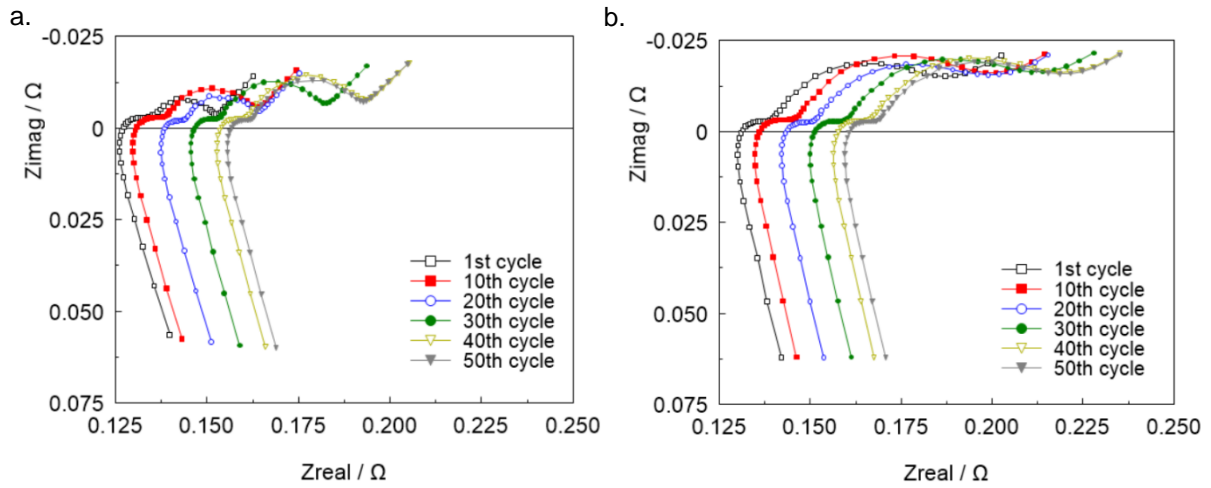 a.
-0.025
0
0.025
0.050
0.075
Zimag / Ω
1st cycle
10th cycle
20th cycle
30th cycle
40th cycle
50th cycle
0.125 0.150 0.175 0.200 0.225 0.250
Zreal / Ω
b.
-0.025
0
0.025
0.050
0.075
Zimag / Ω
1st cycle
10th cycle
20th cycle
30th cycle
40th cycle
50th cycle
0.125 0.150 0.175 0.200 0.225 0.250
Zreal / Ω